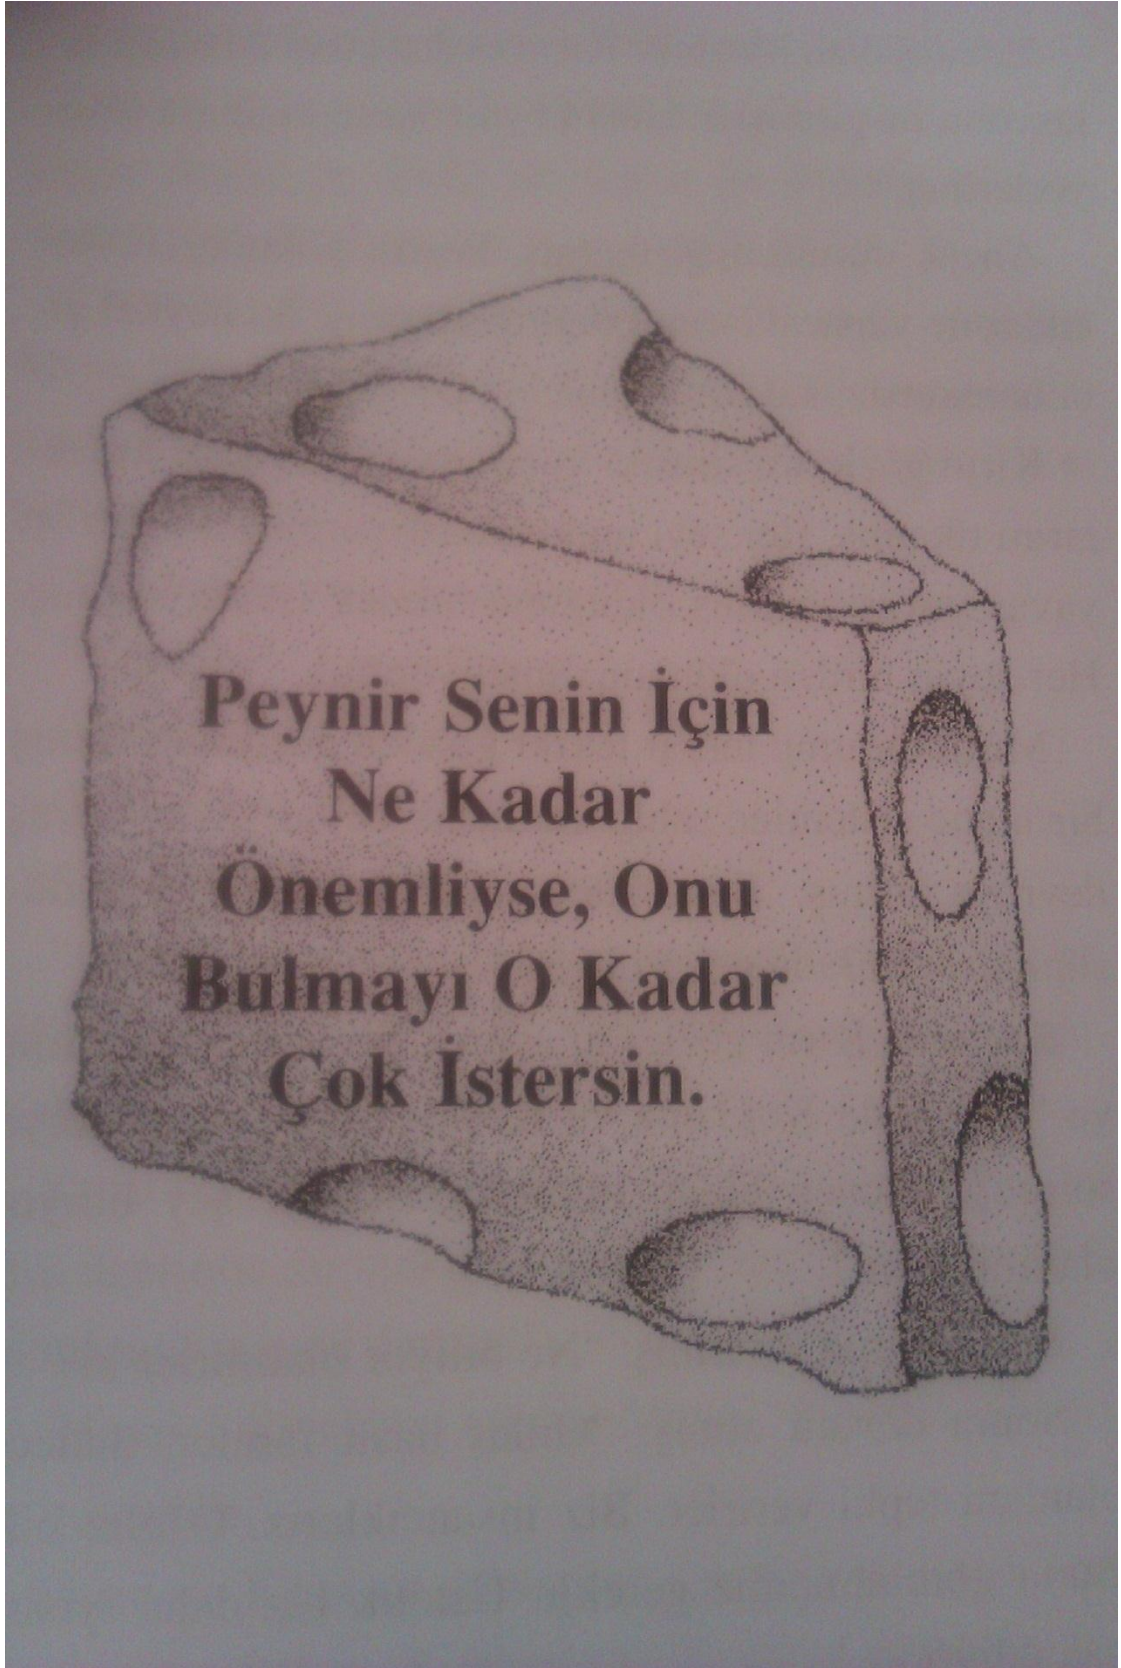 Peynir Senin İçin
Ne Kadar
Önemliyse, Onu
Bulmayı O Kadar
Çok İstersin.